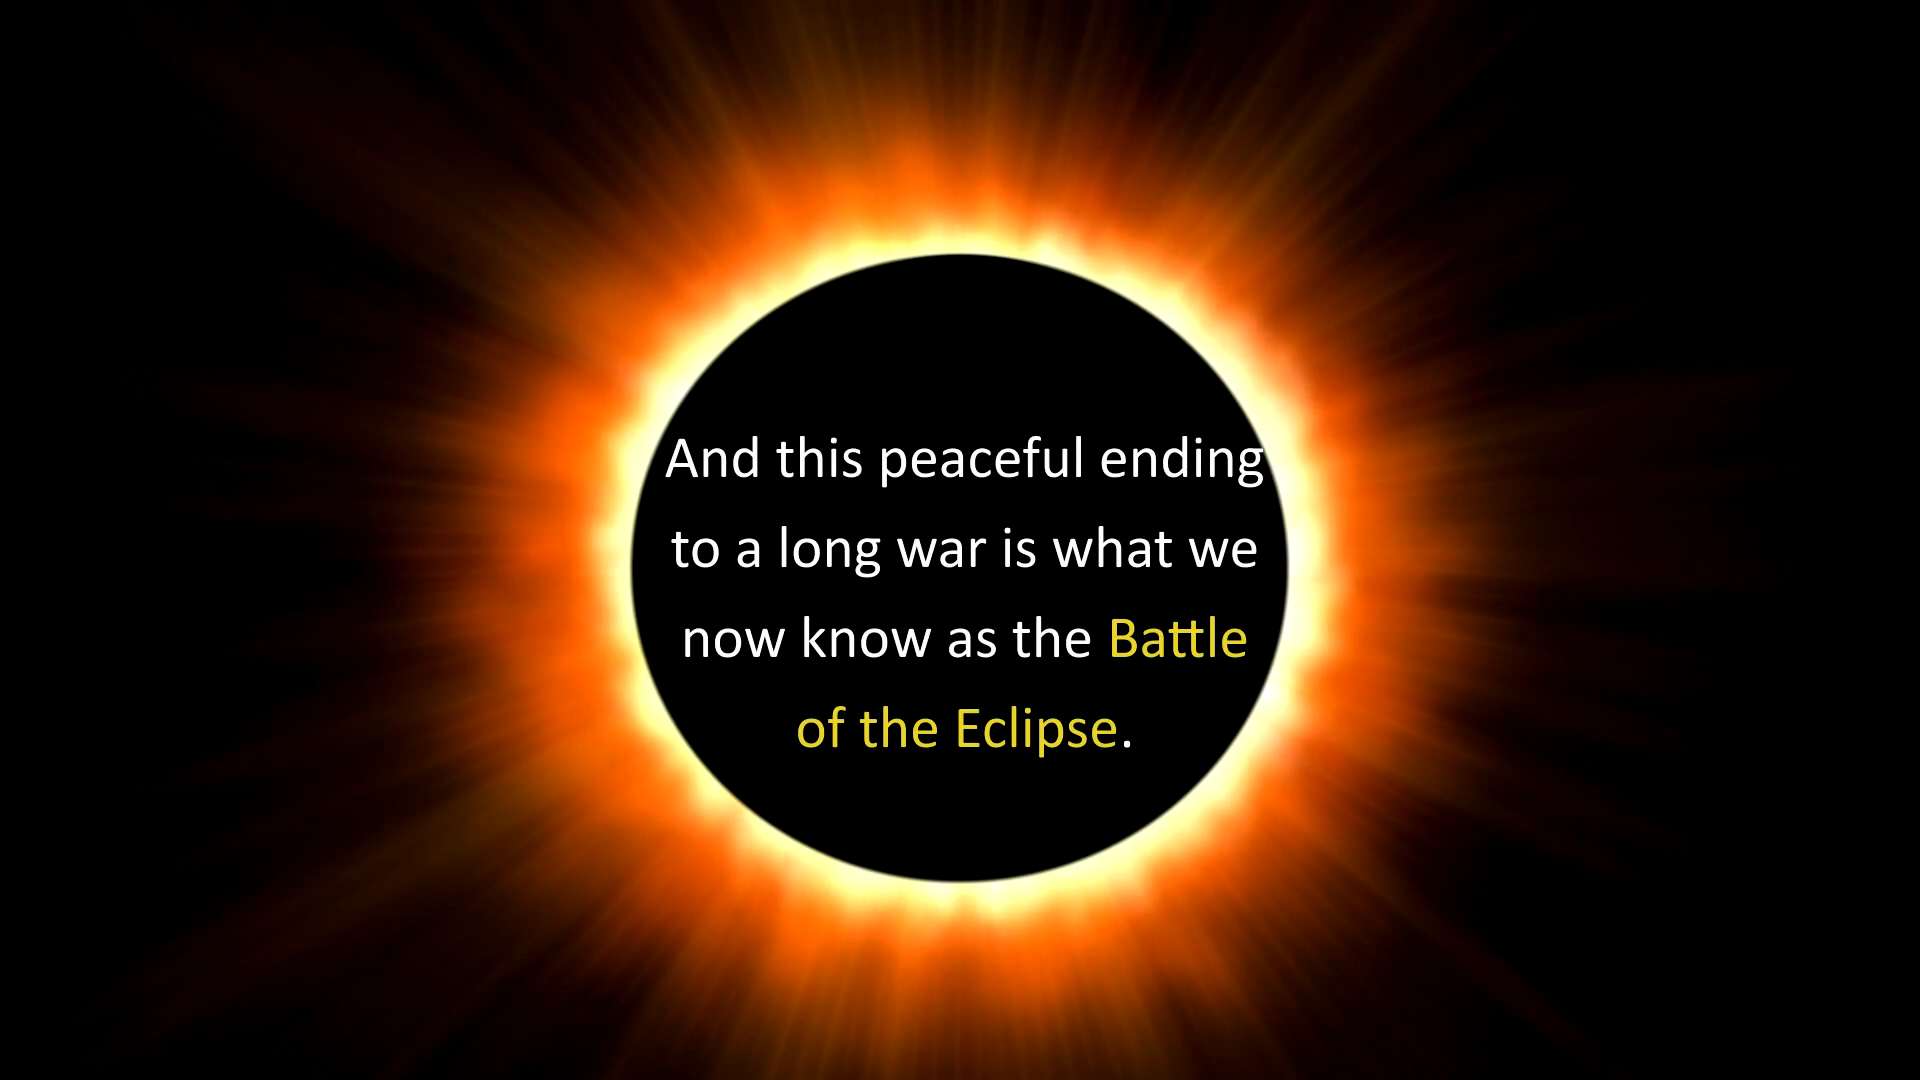 And this peaceful ending
to a long war is what we
now know as the Battle
of the Eclipse.